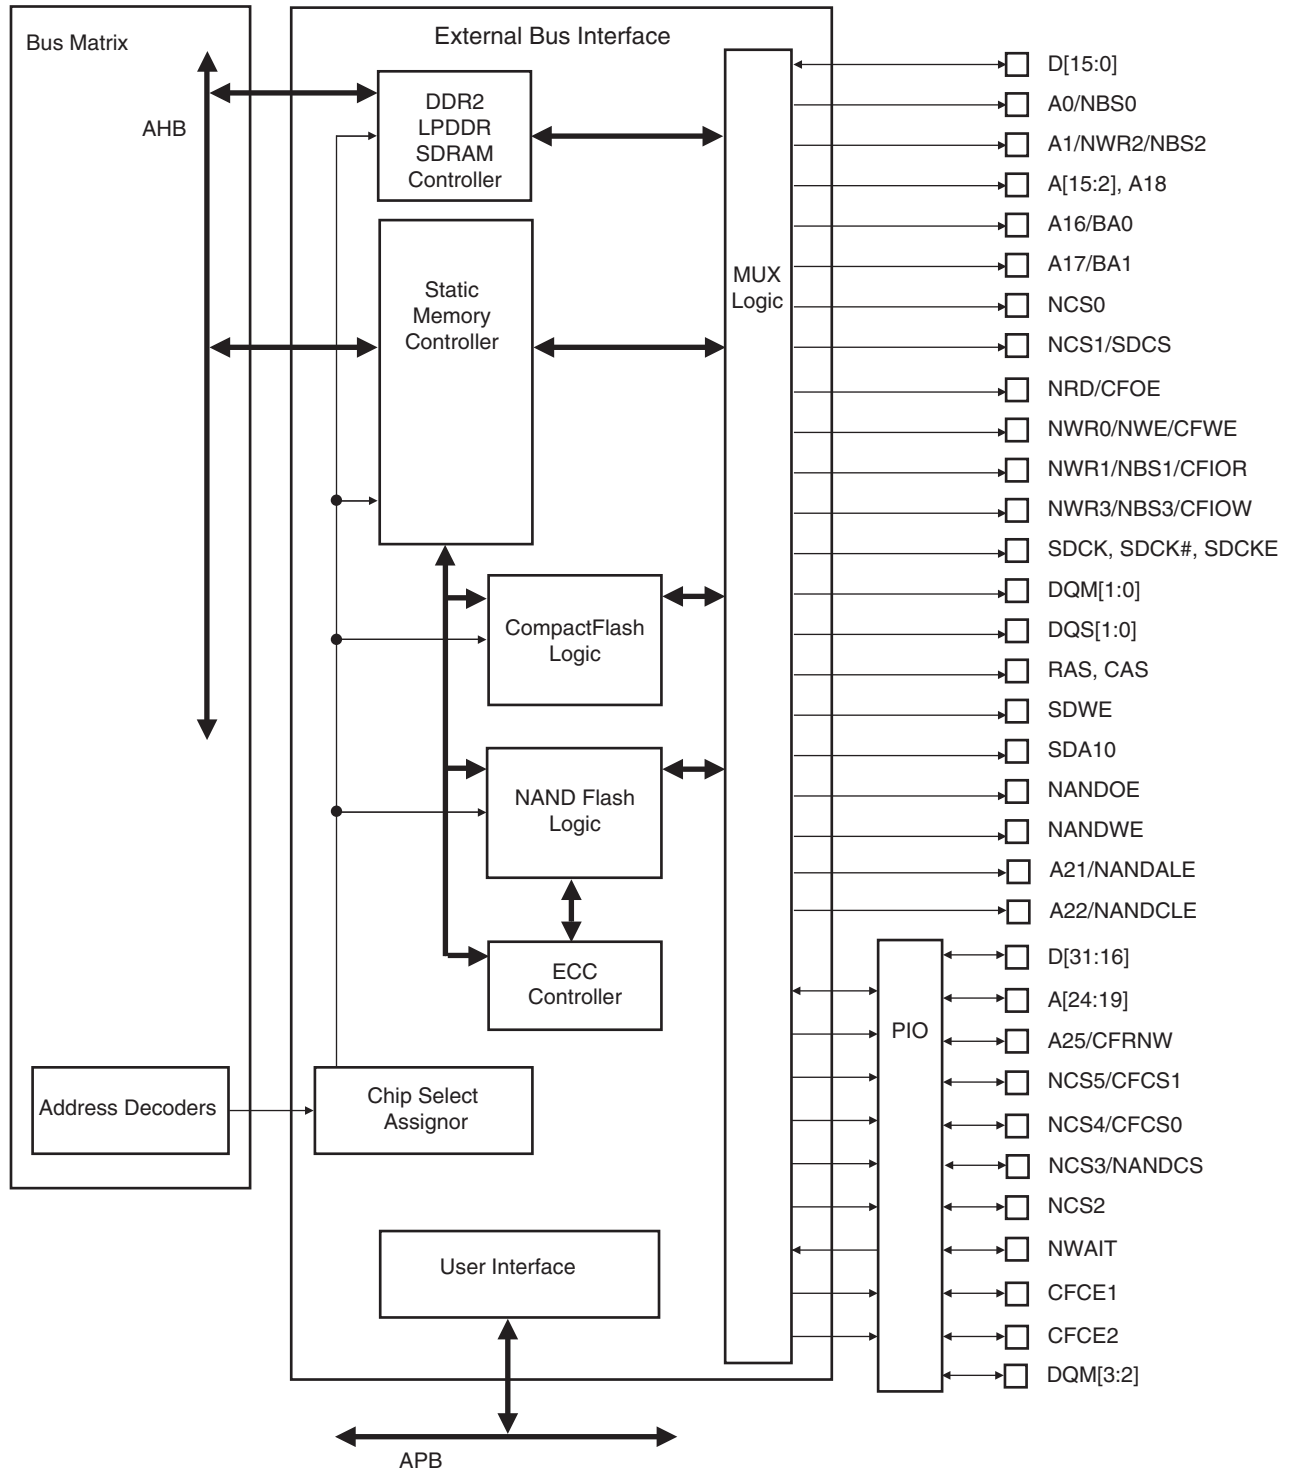 Bus Matrix
AHB
Address Decoders
External Bus Interface
DDR2
LPDDR
SDRAM
Controller
Static
Memory
Controller
CompactFlash
Logic
NAND Flash
Logic
ECC
Controller
Chip Select
Assignor
User Interface
APB
MUX
Logic
PIO
D[15:0]
A0/NBS0
A1/NWR2/NBS2
A[15:2], A18
A16/BA0
A17/BA1
NCS0
NCS1/SDCS
NRD/CFOE
NWR0/NWE/CFWE
NWR1/NBS1/CFIOR
NWR3/NBS3/CFIOW
SDCK, SDCK#, SDCKE
DQM[1:0]
DQS[1:0]
RAS, CAS
SDWE
SDA10
NANDOE
NANDWE
A21/NANDALE
A22/NANDCLE
D[31:16]
A[24:19]
A25/CFRNW
NCS5/CFCS1
NCS4/CFCS0
NCS3/NANDCS
NCS2
NWAIT
CFCE1
CFCE2
DQM[3:2]